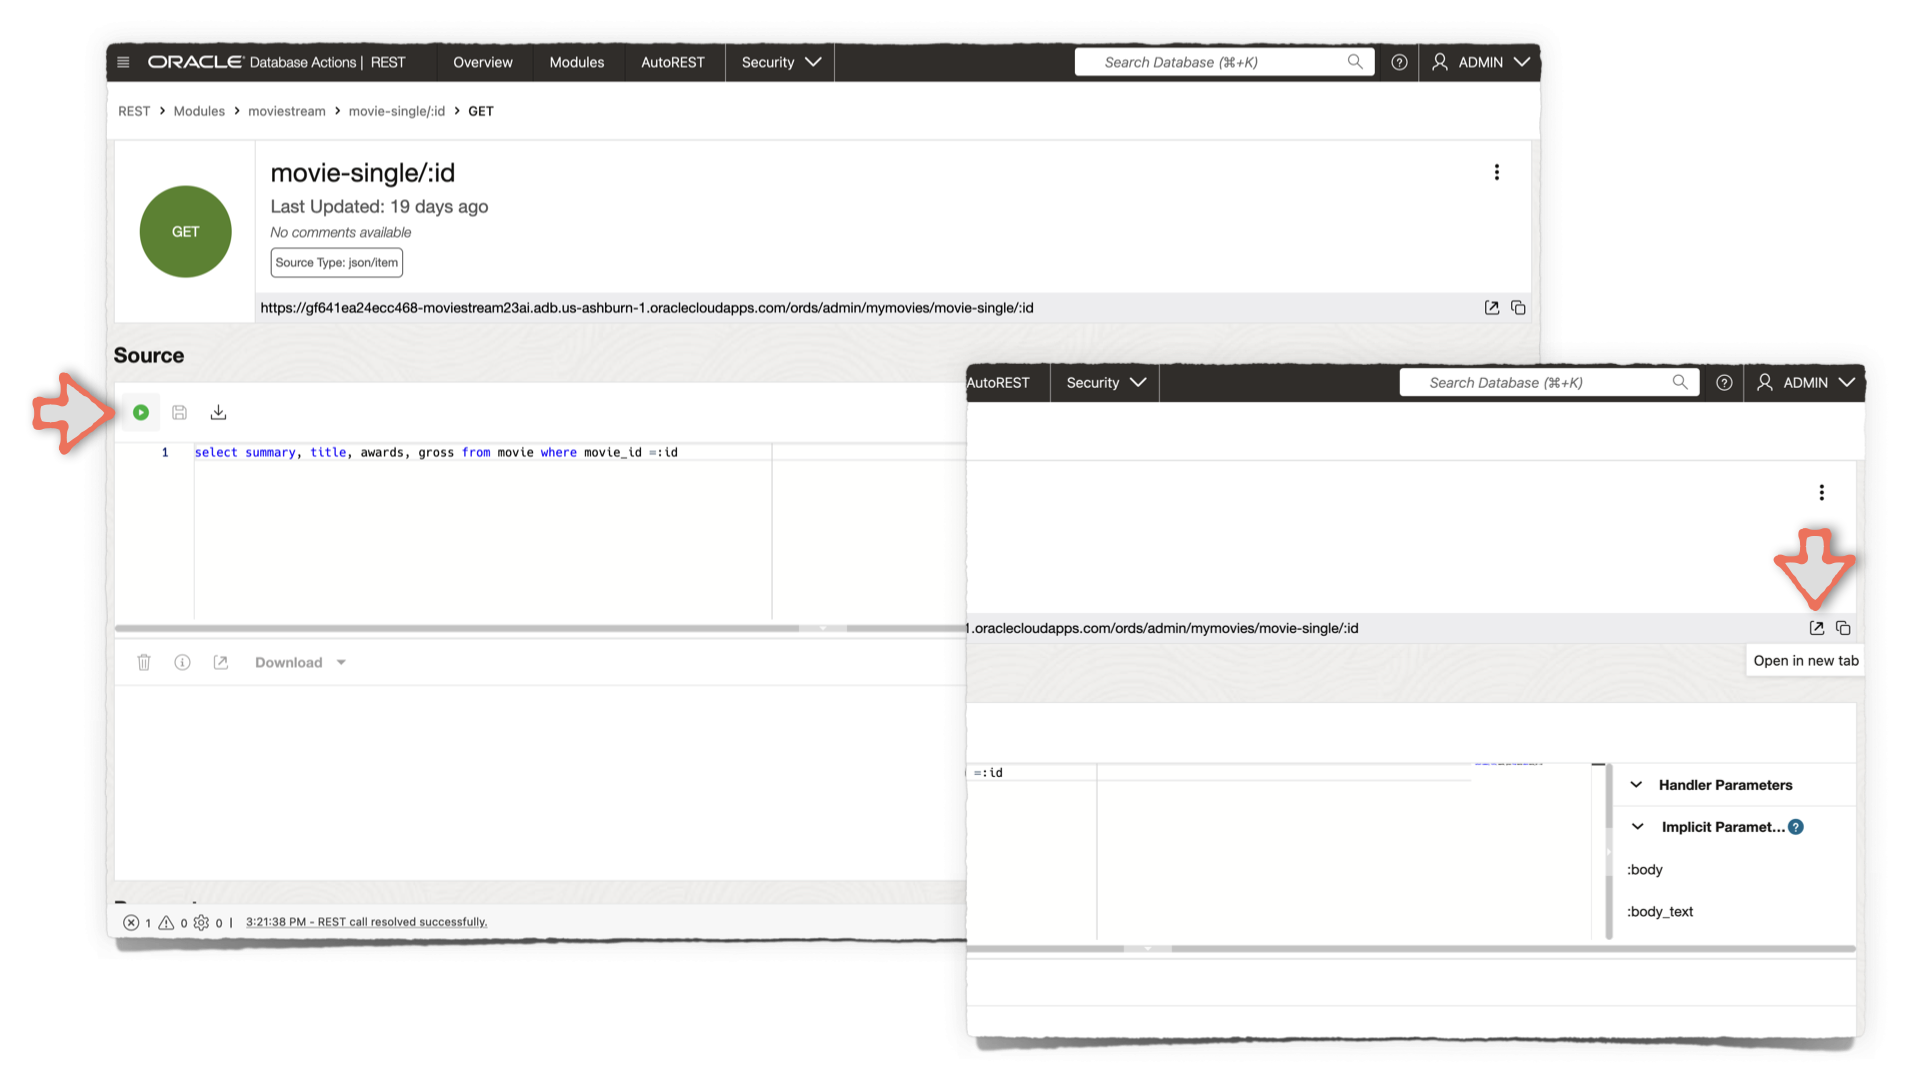 ORACLE Database Actions | REST Overview Modules AutoREST Security Search Database (⌘+K) ADMIN
REST > Modules > moviestream > movie-single/:id > GET
GET
movie-single/:id
Last Updated: 19 days ago
No comments available
Source Type: json/item
https://gf641ea24ecc468-moviestream23ai.adb.us-ashburn-1.oraclecloudapps.com/ords/admin/mymovies/movie-single/:id
Source
1 select summary, title, awards, gross from movie where movie_id =:id
Download
1 0 0 | 3:21:38 PM - REST call resolved successfully.
AutoREST Security Search Database (⌘+K) ADMIN
1.oraclecloudapps.com/ords/admin/mymovies/movie-single/:id
Open in new tab
=:id
Handler Parameters
Implicit Paramet... ?
:body
:body_text